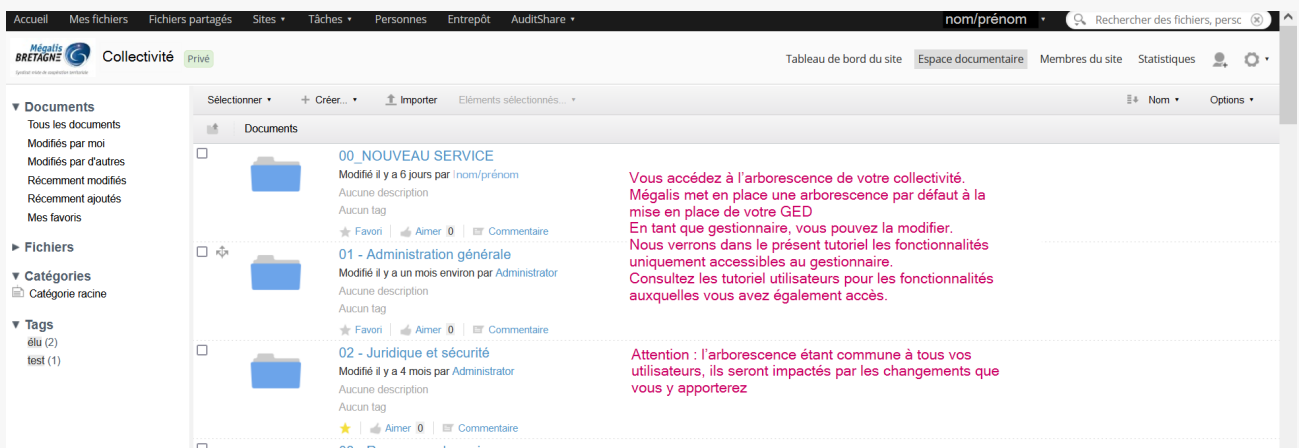 Accueil Mes fichiers Fichiers partagés Sites Tâches Personnes Entrepôt AuditShare nom/prénom Rechercher des fichiers, persc
Mégalis
BRETAGNE
Collectivité Privé
Tableau de bord du site Espace documentaire Membres du site Statistiques
Documents
Tous les documents
Modifiés par moi
Modifiés par d'autres
Récemment modifiés
Récemment ajoutés
Mes favoris
Fichiers
Catégories
Catégorie racine
Tags
élu (2)
test (1)
Sélectionner + Créer... Importer Eléments sélectionnés... Nom Options
Documents
00_NOUVEAU SERVICE
Modifié il y a 6 jours par nom/prénom
Aucune description
Aucun tag
Favori Aimer 0 Commentaire
01 - Administration générale
Modifié il y a un mois environ par Administrator
Aucune description
Aucun tag
Favori Aimer 0 Commentaire
02 - Juridique et sécurité
Modifié il y a 4 mois par Administrator
Aucune description
Aucun tag
Aimer 0 Commentaire
Vous accédez à l'arborescence de votre collectivité.
Mégalis met en place une arborescence par défaut à la
mise en place de votre GED
En tant que gestionnaire, vous pouvez la modifier.
Nous verrons dans le présent tutoriel les fonctionnalités
uniquement accessibles au gestionnaire.
Consultez les tutoriel utilisateurs pour les fonctionnalités
auxquelles vous avez également accès.
Attention : l'arborescence étant commune à tous vos
utilisateurs, ils seront impactés par les changements que
vous y apporterez